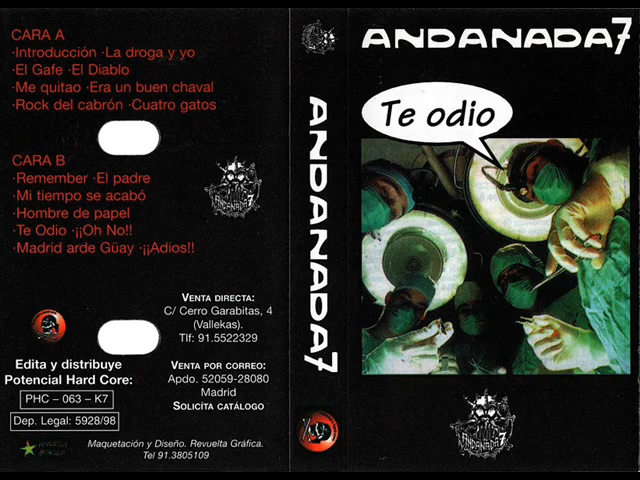 CARA A
·Introducción ·La droga y yo
·El Gafe ·El Diablo
·Me quitao ·Era un buen chaval
·Rock del cabrón ·Cuatro gatos
CARA B
·Remember ·El padre
·Mi tiempo se acabó
·Hombre de papel
·Te Odio ·¡¡Oh No!!
·Madrid arde Güay ·¡¡Adios!!
ANDANADA7
VENTA DIRECTA:
C/ Cerro Garabitas, 4
(Vallekas).
Tlf: 91.5522329
Edita y distribuye
Potencial Hard Core:
PHC – 063 – K7
Dep. Legal: 5928/98
VENTA POR CORREO:
Apdo. 52059-28080
Madrid
SOLICITA CATÁLOGO
Maquetación y Diseño. Revuelta Gráfica.
Tel 91.3805109
ANDANADA7
ANDANADA7
Te odio
ANDANADA7